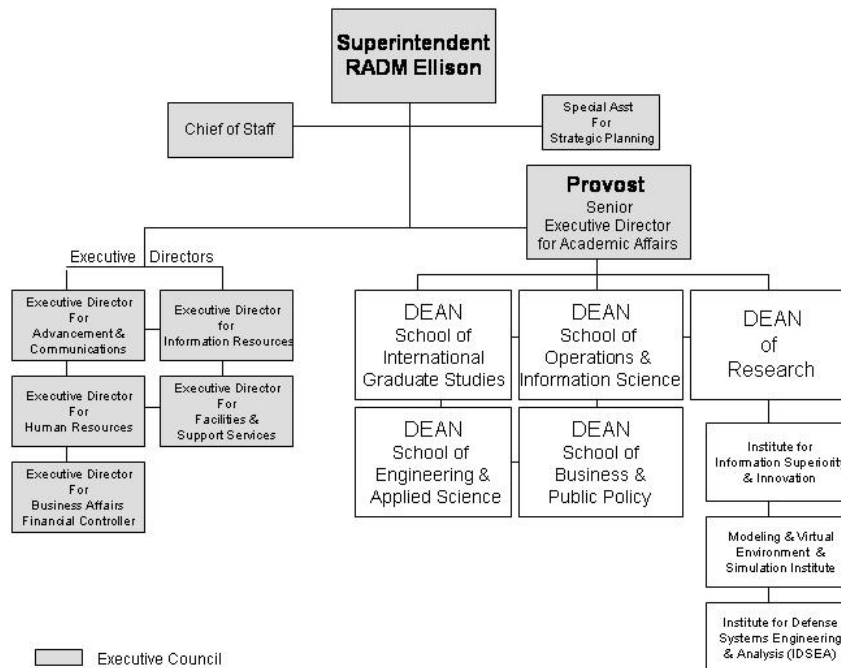 Superintendent
RADM Ellison
Chief of Staff
Special Asst
For
Strategic Planning
Provost
Senior
Executive Director
for Academic Affairs
Executive Directors
Executive Director
For
Advancement &
Communications
Executive Director
for
Information Resources
Executive Director
For
Human Resources
Executive Director
For
Facilities &
Support Services
Executive Director
For
Business Affairs
Financial Controller
DEAN
School of
International
Graduate Studies
DEAN
School of
Operations &
Information Science
DEAN
of
Research
DEAN
School of
Engineering &
Applied Science
DEAN
School of
Business &
Public Policy
Institute for
Information Superiority
& Innovation
Modeling & Virtual
Environment &
Simulation Institute
Institute for Defense
Systems Engineering
& Analysis (IDSEA)
Executive Council